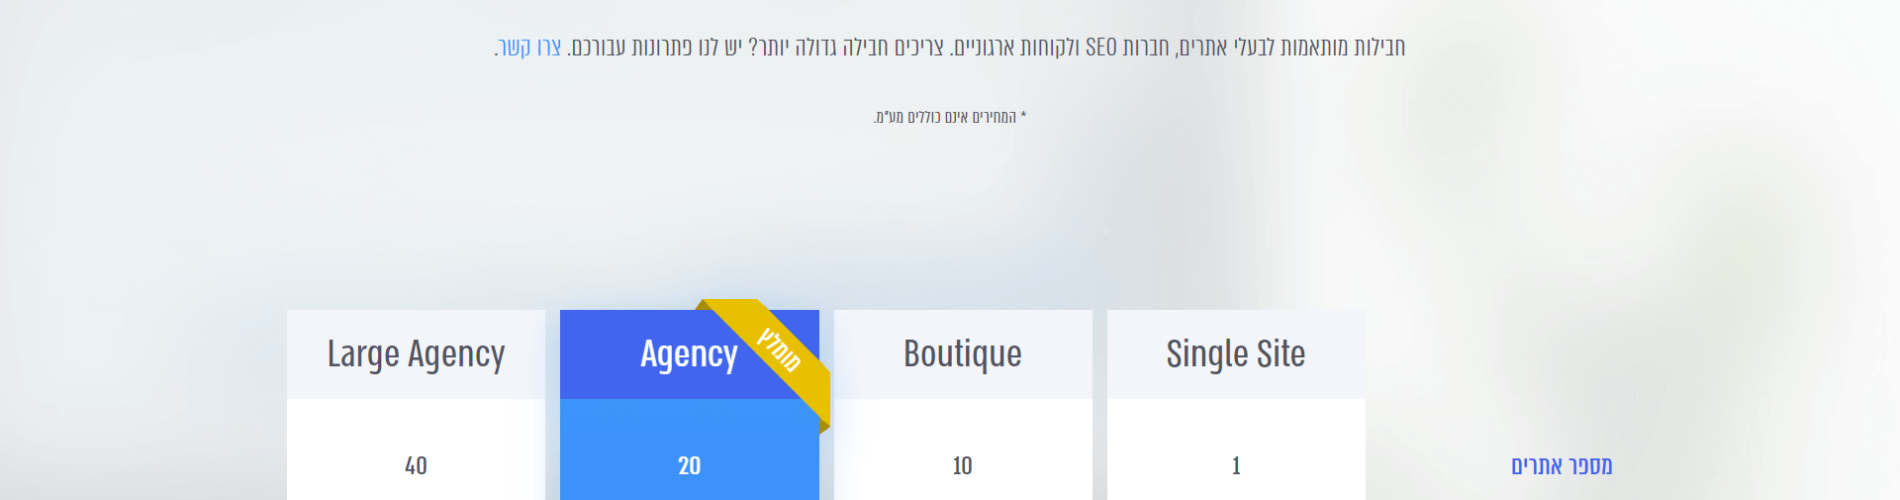 חבילות מותאמות לבעלי אתרים, חברות SEO ולקוחות ארגוניים. צריכים חבילה גדולה יותר? יש לנו פתרונות עבורכם. צרו קשר.
* המחירים אינם כוללים מע"מ.
מומלץ
Single Site
Boutique
Agency
Large Agency
מספר אתרים
1
10
20
40